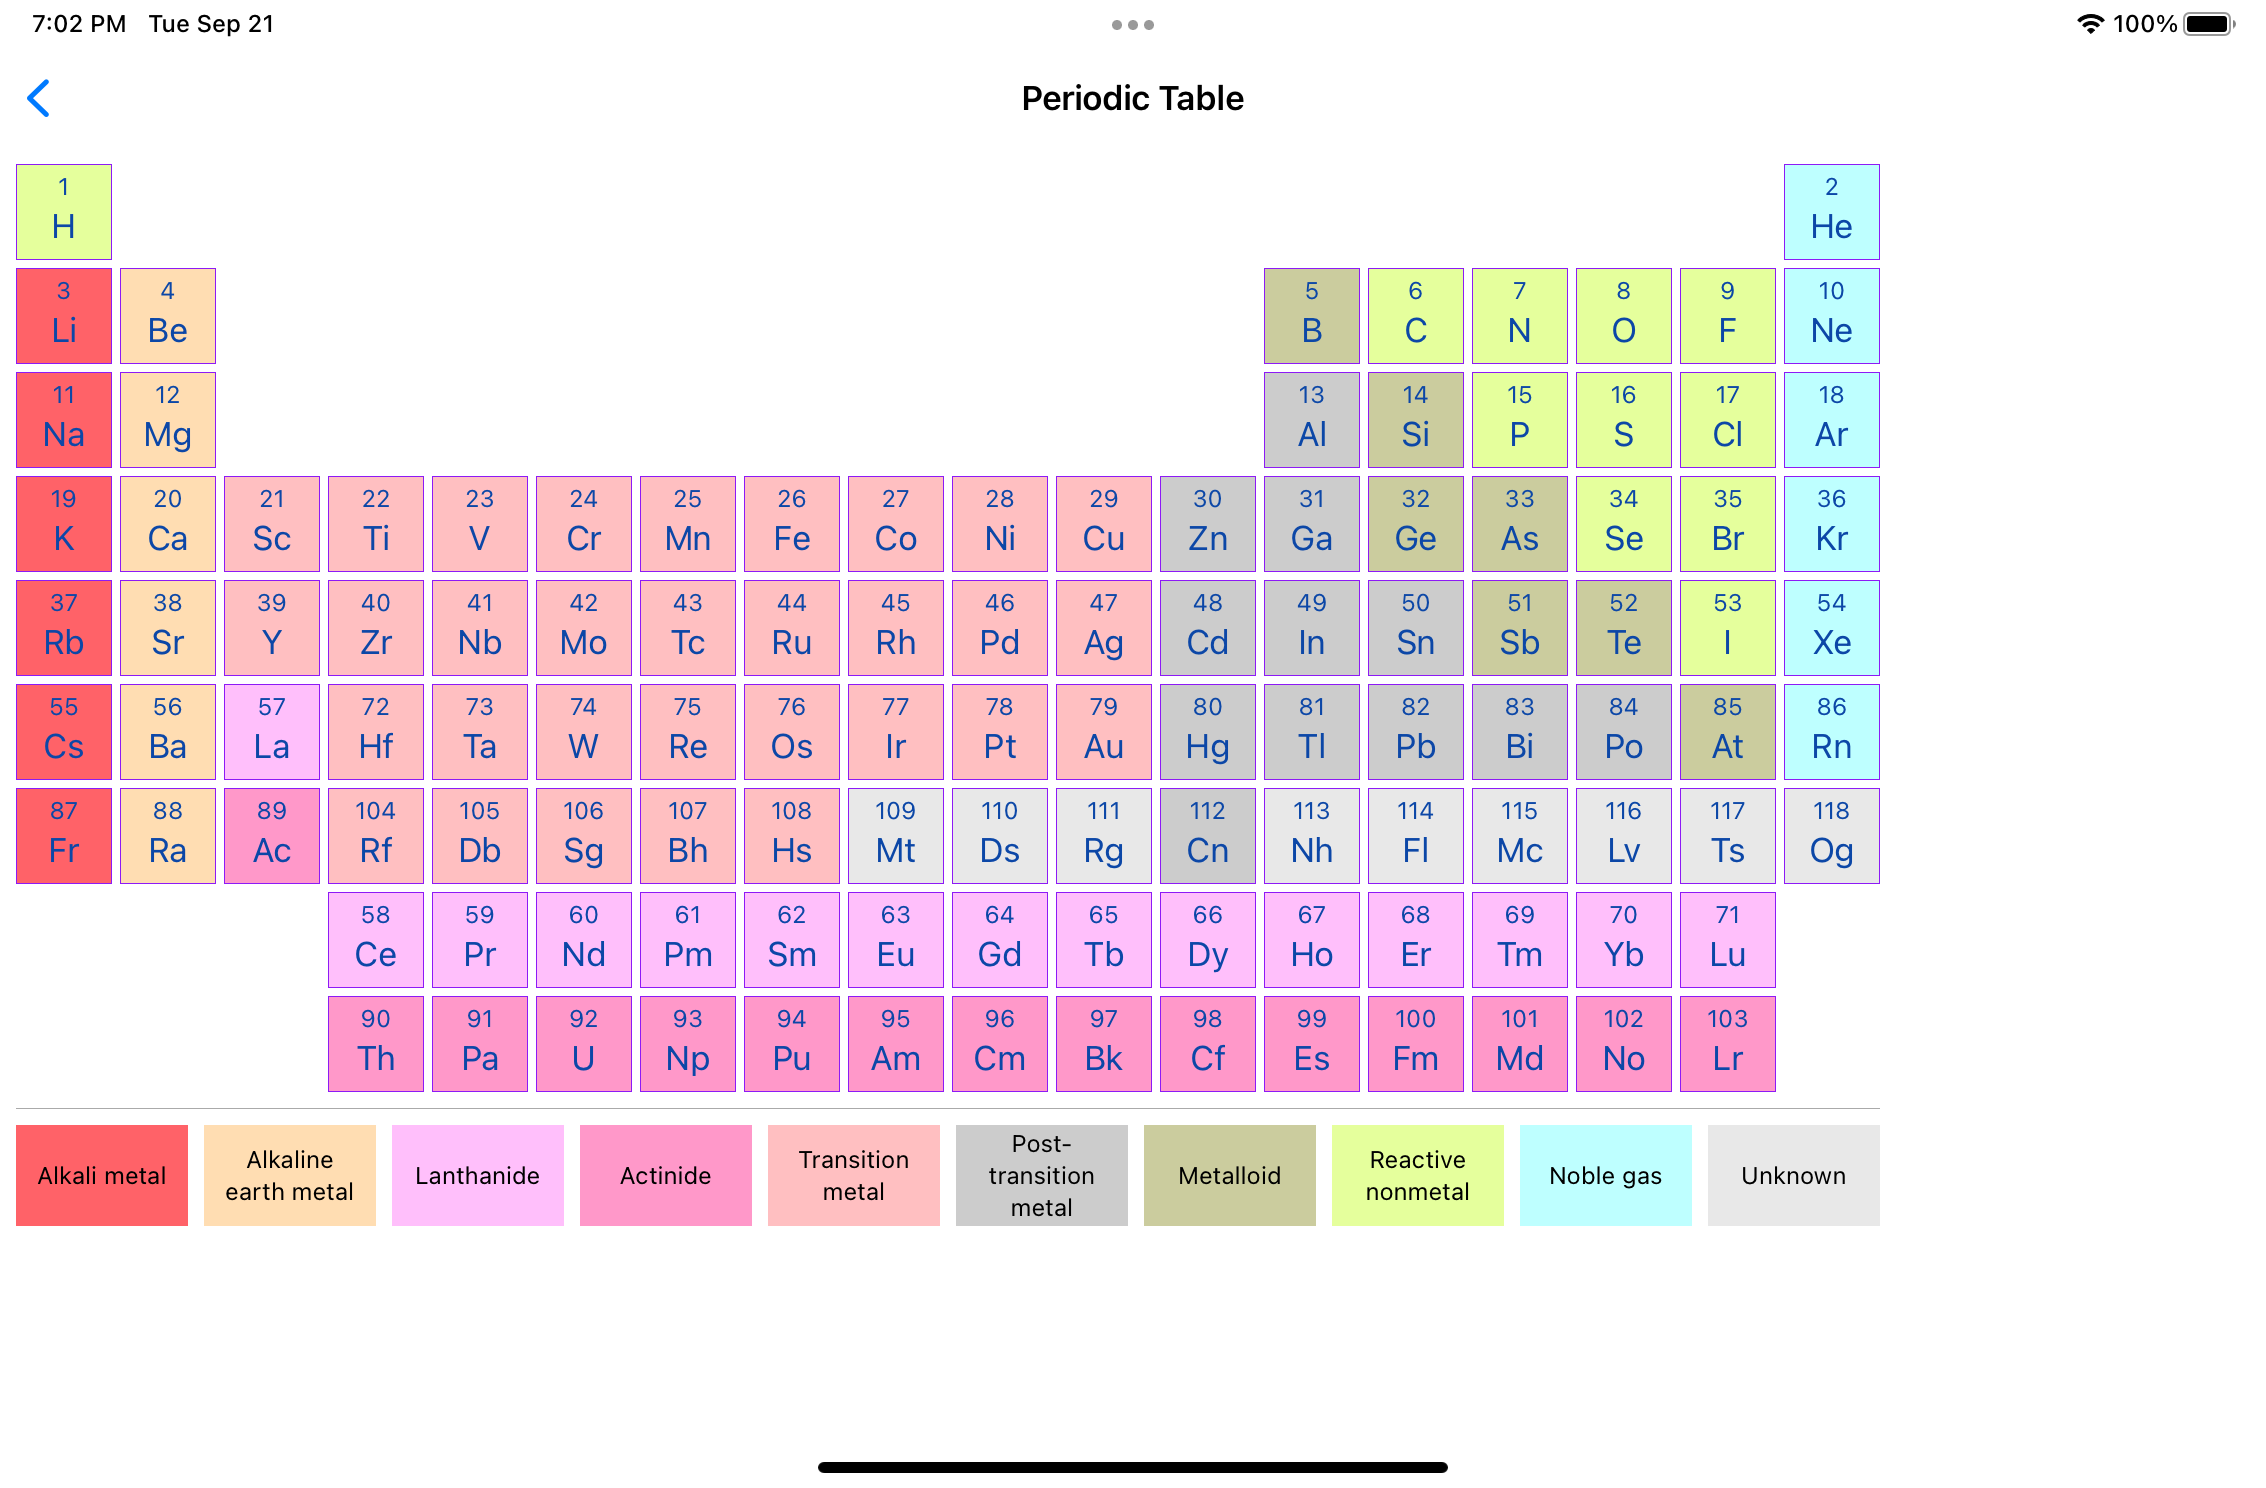 7:02 PM Tue Sep 21 100%
Periodic Table
1 2
H He
3 4 5 6 7 8 9 10
Li Be B C N O F Ne
11 12 13 14 15 16 17 18
Na Mg Al Si P S Cl Ar
19 20 21 22 23 24 25 26 27 28 29 30 31 32 33 34 35 36
K Ca Sc Ti V Cr Mn Fe Co Ni Cu Zn Ga Ge As Se Br Kr
37 38 39 40 41 42 43 44 45 46 47 48 49 50 51 52 53 54
Rb Sr Y Zr Nb Mo Tc Ru Rh Pd Ag Cd In Sn Sb Te I Xe
55 56 57 72 73 74 75 76 77 78 79 80 81 82 83 84 85 86
Cs Ba La Hf Ta W Re Os Ir Pt Au Hg Tl Pb Bi Po At Rn
87 88 89 104 105 106 107 108 109 110 111 112 113 114 115 116 117 118
Fr Ra Ac Rf Db Sg Bh Hs Mt Ds Rg Cn Nh Fl Mc Lv Ts Og
58 59 60 61 62 63 64 65 66 67 68 69 70 71
Ce Pr Nd Pm Sm Eu Gd Tb Dy Ho Er Tm Yb Lu
90 91 92 93 94 95 96 97 98 99 100 101 102 103
Th Pa U Np Pu Am Cm Bk Cf Es Fm Md No Lr
Alkali metal
Alkaline
earth metal
Lanthanide
Actinide
Transition
metal
Post-
transition
metal
Metalloid
Reactive
nonmetal
Noble gas
Unknown